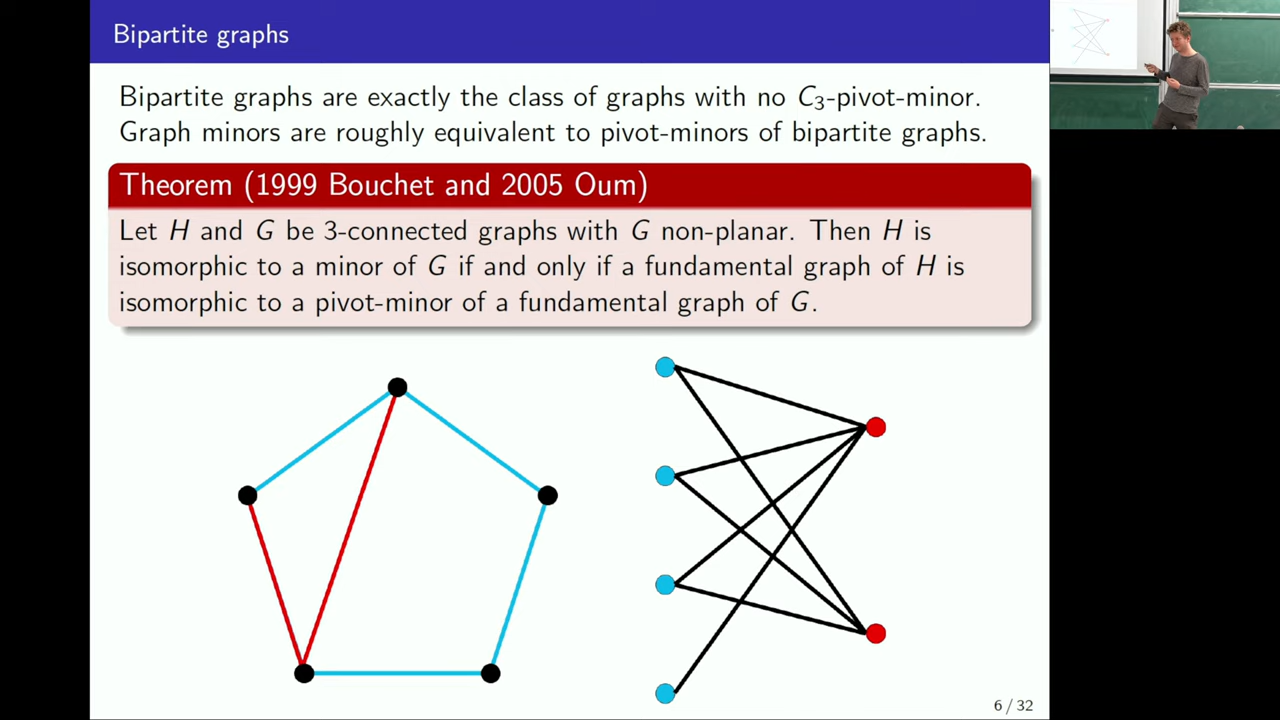 Bipartite graphs
Bipartite graphs are exactly the class of graphs with no C₃-pivot-minor.
Graph minors are roughly equivalent to pivot-minors of bipartite graphs.
Theorem (1999 Bouchet and 2005 Oum)
Let H and G be 3-connected graphs with G non-planar. Then H is
isomorphic to a minor of G if and only if a fundamental graph of H is
isomorphic to a pivot-minor of a fundamental graph of G.
6 / 32